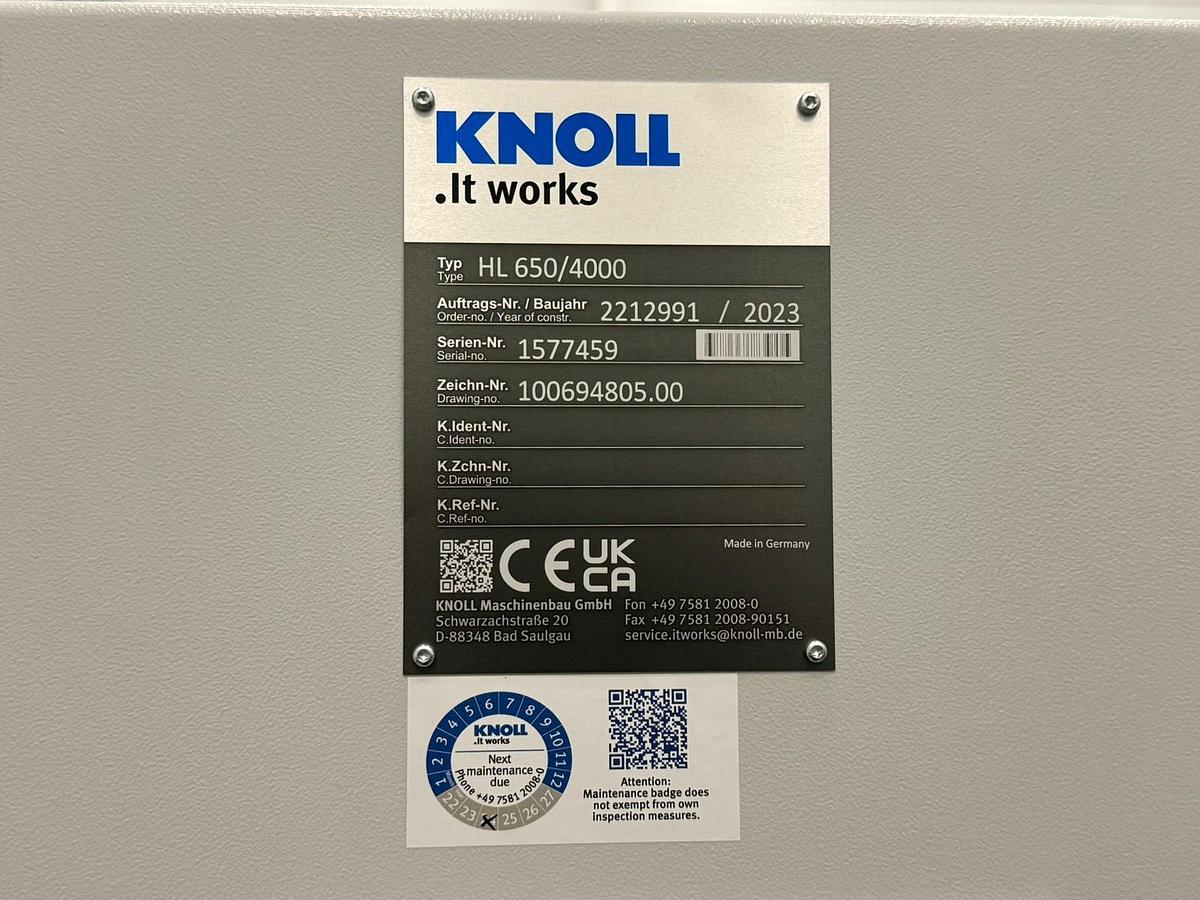 KNOLL
.It works
Typ
Type
HL 650/4000
Auftrags-Nr. / Baujahr
Order-no. / Year of constr.
2212991 / 2023
Serien-Nr.
Serial-no.
1577459
Zeichn-Nr.
Drawing-no.
100694805.00
K.Ident-Nr.
C.Ident-no.
K.Zchn-Nr.
C.Drawing-no.
K.Ref-Nr.
C.Ref-no.
CE UK
CA
Made in Germany
KNOLL Maschinenbau GmbH
Schwarzachstraße 20
D-88348 Bad Saulgau
Fon +49 7581 2008-0
Fax +49 7581 2008-90151
service.itworks@knoll-mb.de
1 2 3 4 5 6 7 8 9 10 11 12
KNOLL
.It works
Next
maintenance
due
Phone +49 7581 2008-0
22 23 25 26 27
Attention:
Maintenance badge does
not exempt from own
inspection measures.